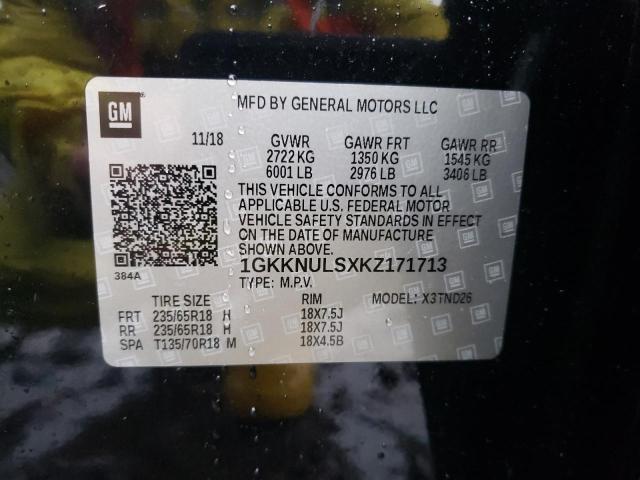 GM
MFD BY GENERAL MOTORS LLC
11/18 GVWR GAWR FRT GAWR RR
2722 KG 1350 KG 1545 KG
6001 LB 2976 LB 3406 LB
THIS VEHICLE CONFORMS TO ALL
APPLICABLE U.S. FEDERAL MOTOR
VEHICLE SAFETY STANDARDS IN EFFECT
ON THE DATE OF MANUFACTURE
SHOWN ABOVE.
1GKKNULSXKZ171713
384A
TYPE: M.P.V. MODEL: X3TND26
TIRE SIZE RIM
FRT 235/65R18 H 18X7.5J
RR 235/65R18 H 18X7.5J
SPA T135/70R18 M 18X4.5B